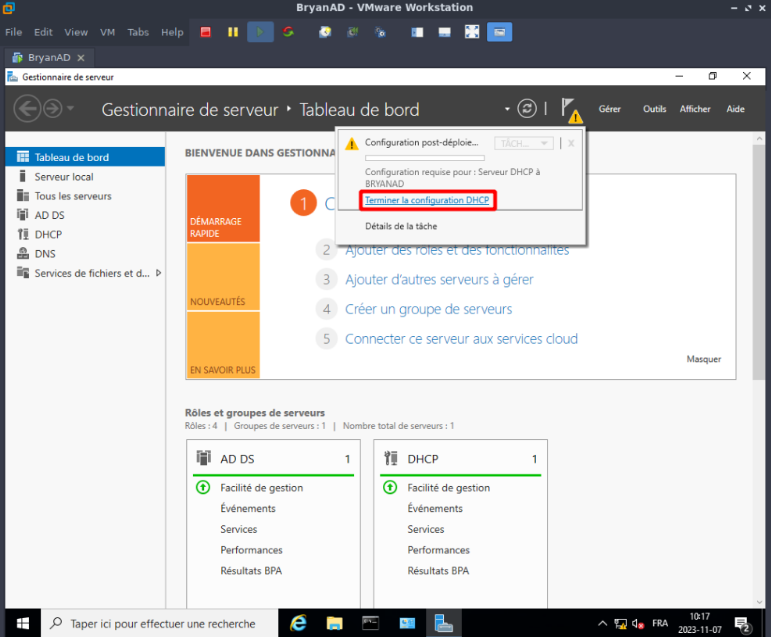 BryanAD - VMware Workstation
File Edit View VM Tabs Help
BryanAD
Gestionnaire de serveur
Gestionnaire de serveur • Tableau de bord
Gérer Outils Afficher Aide
Tableau de bord
Serveur local
Tous les serveurs
AD DS
DHCP
DNS
Services de fichiers et d...
BIENVENUE DANS GESTIONNA
Configuration post-déploie...
TÂCH...
X
Configuration requise pour : Serveur DHCP à
BRYANAD
Terminer la configuration DHCP
Détails de la tâche
DÉMARRAGE
RAPIDE
NOUVEAUTÉS
EN SAVOIR PLUS
1 C
2 Ajouter des rôles et des fonctionnalités
3 Ajouter d'autres serveurs à gérer
4 Créer un groupe de serveurs
5 Connecter ce serveur aux services cloud
Masquer
Rôles et groupes de serveurs
Rôles : 4 | Groupes de serveurs : 1 | Nombre total de serveurs : 1
AD DS 1
Facilité de gestion
Événements
Services
Performances
Résultats BPA
DHCP 1
Facilité de gestion
Événements
Services
Performances
Résultats BPA
Taper ici pour effectuer une recherche
FRA
10:17
2023-11-07
2